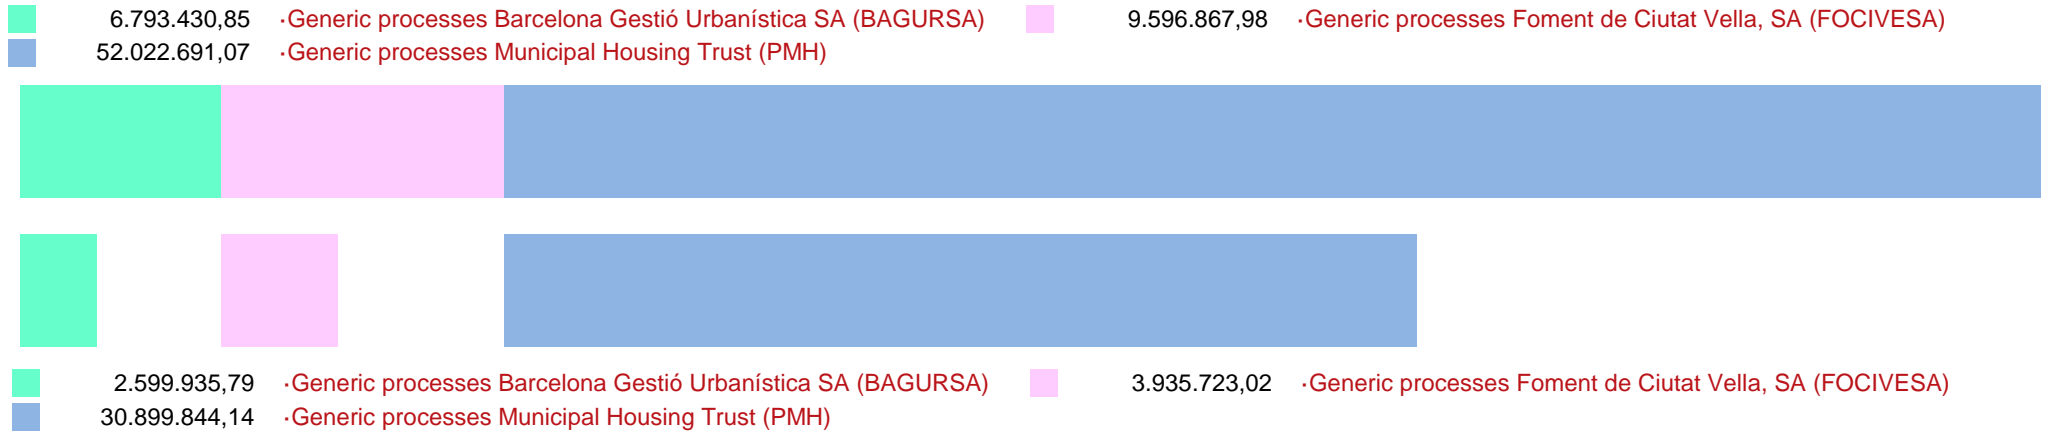 6.793.430,85 ·Generic processes Barcelona Gestió Urbanística SA (BAGURSA) 9.596.867,98 ·Generic processes Foment de Ciutat Vella, SA (FOCIVESA)
52.022.691,07 ·Generic processes Municipal Housing Trust (PMH)
2.599.935,79 ·Generic processes Barcelona Gestió Urbanística SA (BAGURSA) 3.935.723,02 ·Generic processes Foment de Ciutat Vella, SA (FOCIVESA)
30.899.844,14 ·Generic processes Municipal Housing Trust (PMH)